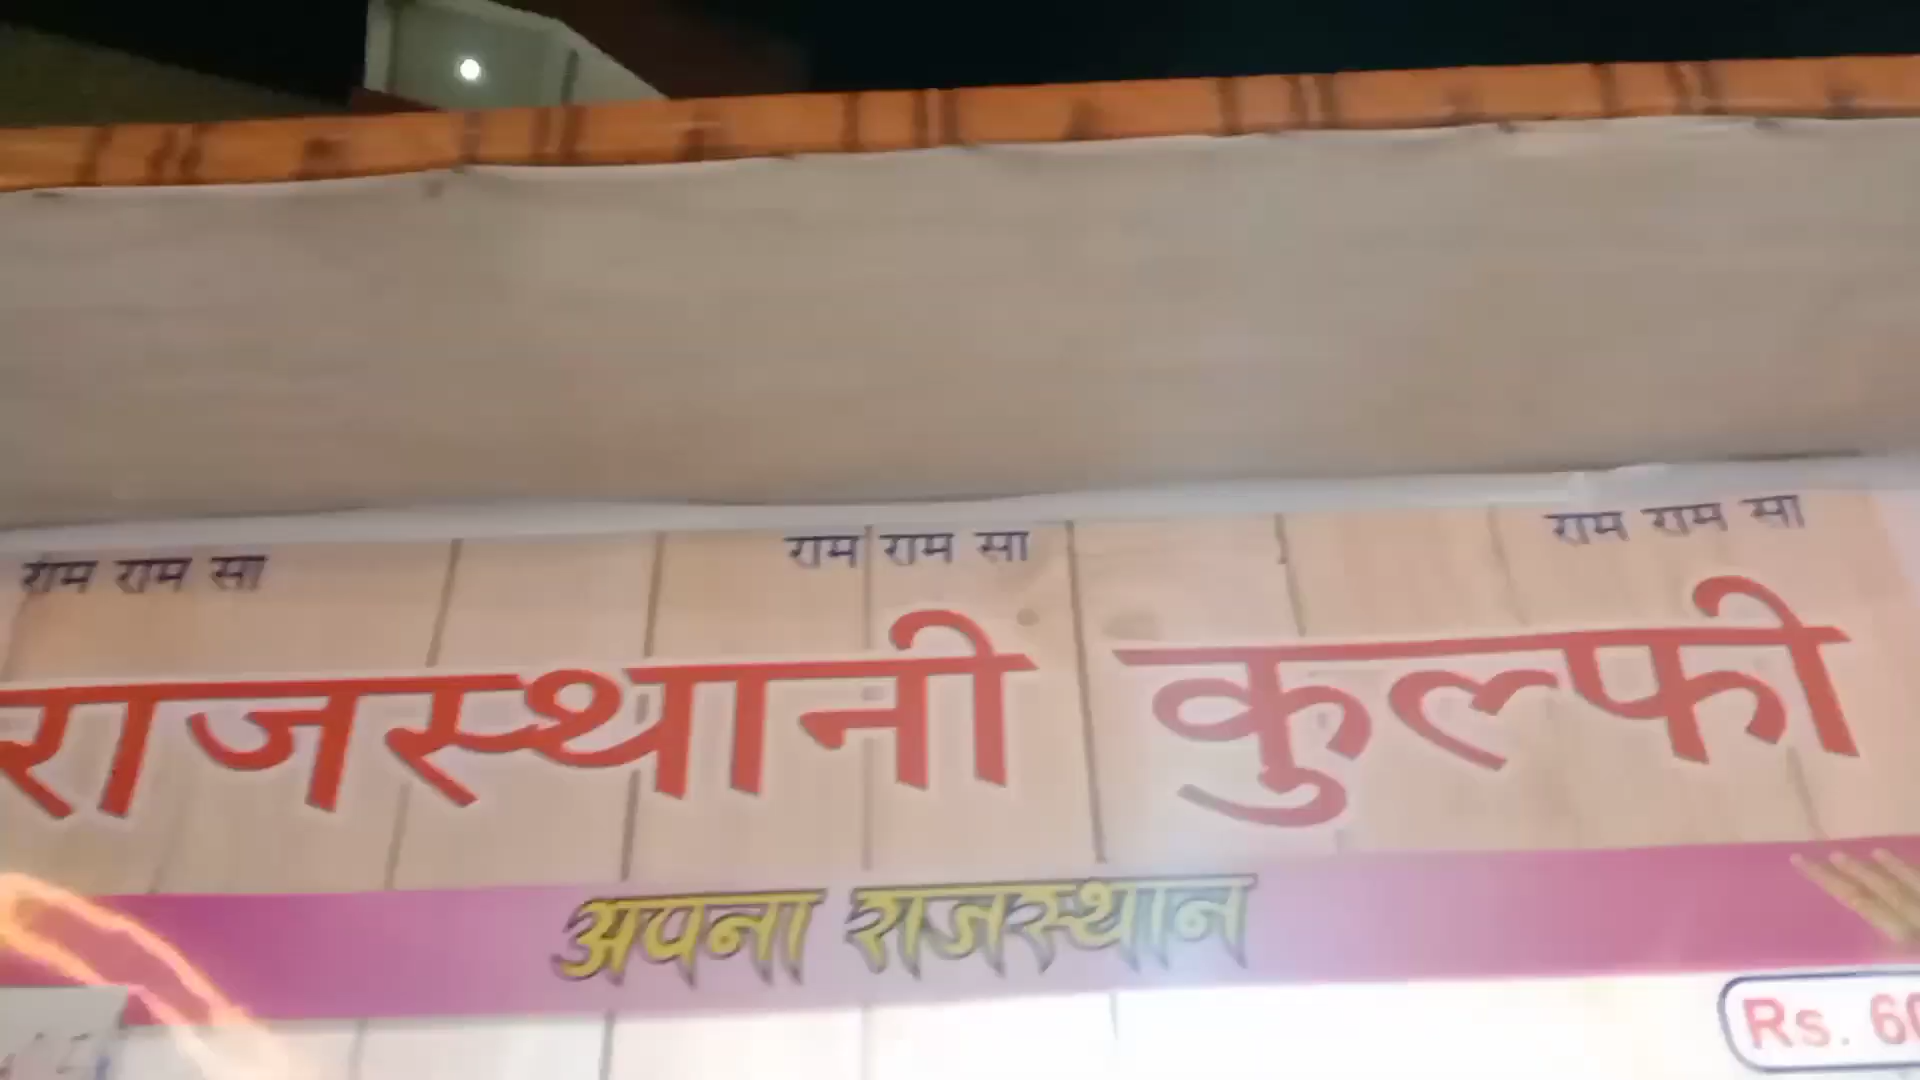 राम राम सा राम राम सा राम राम सा
राजस्थानी कुल्फी
अपना राजस्थान
Rs. 60